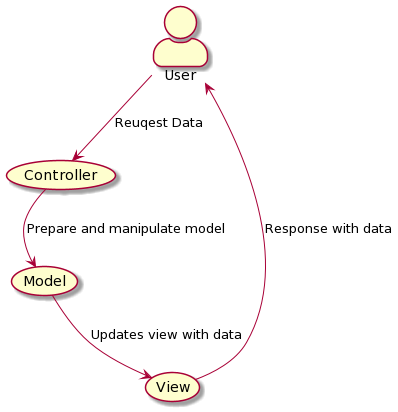 User
Reuqest Data
Controller
Prepare and manipulate model
Response with data
Model
Updates view with data
View